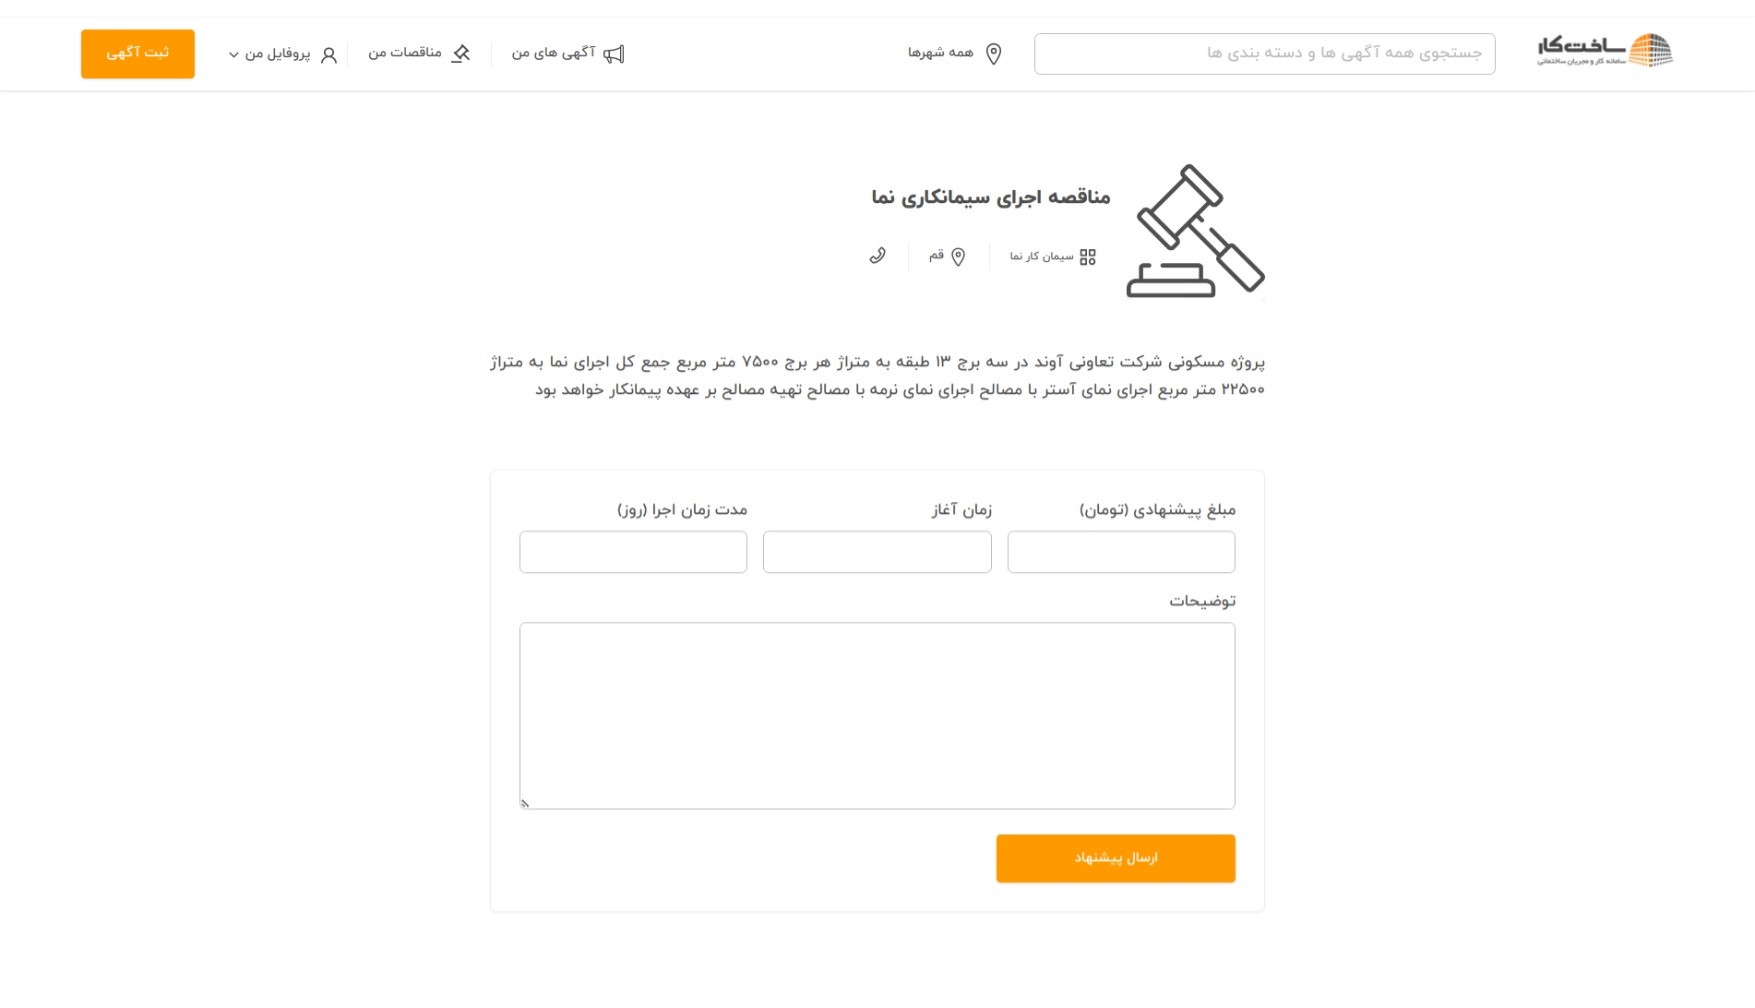 ساخت‌کار
سامانه کار و مجریان ساختمانی
جستجوی همه آگهی ها و دسته بندی ها
همه شهرها
آگهی های من
مناقصات من
پروفایل من
ثبت آگهی
مناقصه اجرای سیمانکاری نما
سیمان کار نما
قم
پروژه مسکونی شرکت تعاونی آوند در سه برج ۱۳ طبقه به متراژ هر برج ۷۵۰۰ متر مربع جمع کل اجرای نما به متراژ
۲۲۵۰۰ متر مربع اجرای نمای آستر با مصالح اجرای نمای نرمه با مصالح تهیه مصالح بر عهده پیمانکار خواهد بود
مبلغ پیشنهادی (تومان)
زمان آغاز
مدت زمان اجرا (روز)
توضیحات
ارسال پیشنهاد